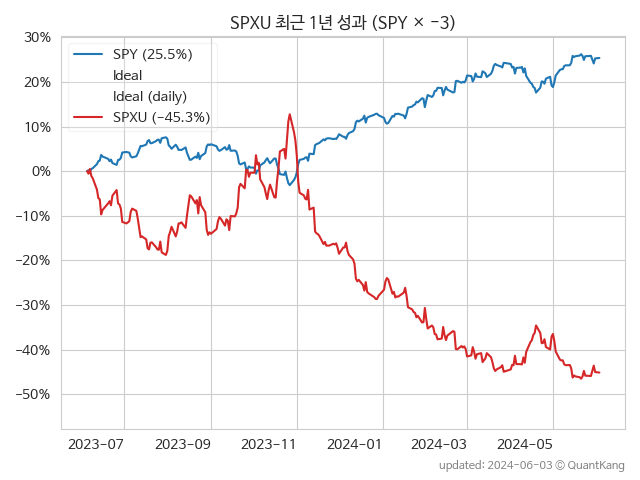 SPXU 최근 1년 성과 (SPY × −3)
30%
20%
10%
0%
−10%
−20%
−30%
−40%
−50%
SPY (25.5%)
Ideal
Ideal (daily)
SPXU (−45.3%)
2023-07
2023-09
2023-11
2024-01
2024-03
2024-05
updated: 2024-06-03 © QuantKang